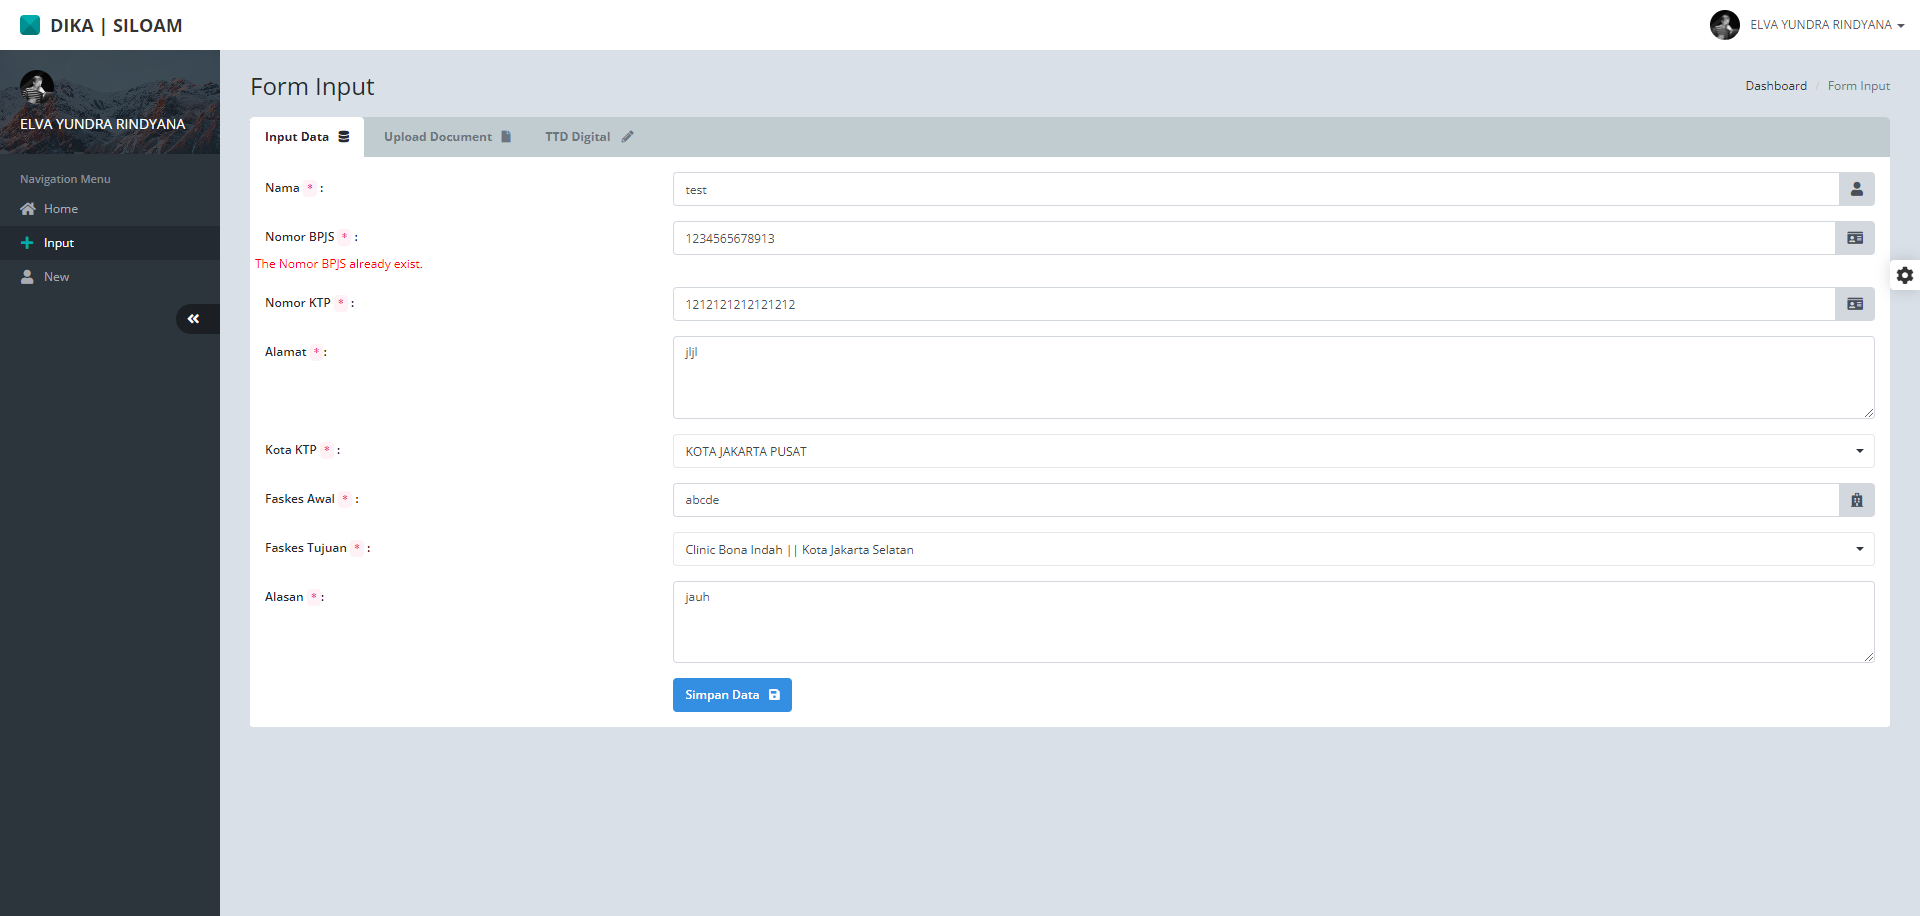 DIKA | SILOAM
ELVA YUNDRA RINDYANA
ELVA YUNDRA RINDYANA
Navigation Menu
Home
Input
New
Form Input
Dashboard / Form Input
Input Data
Upload Document
TTD Digital
Nama * :
test
Nomor BPJS * :
1234565678913
The Nomor BPJS already exist.
Nomor KTP * :
1212121212121212
Alamat * :
jljl
Kota KTP * :
KOTA JAKARTA PUSAT
Faskes Awal * :
abcde
Faskes Tujuan * :
Clinic Bona Indah || Kota Jakarta Selatan
Alasan * :
jauh
Simpan Data